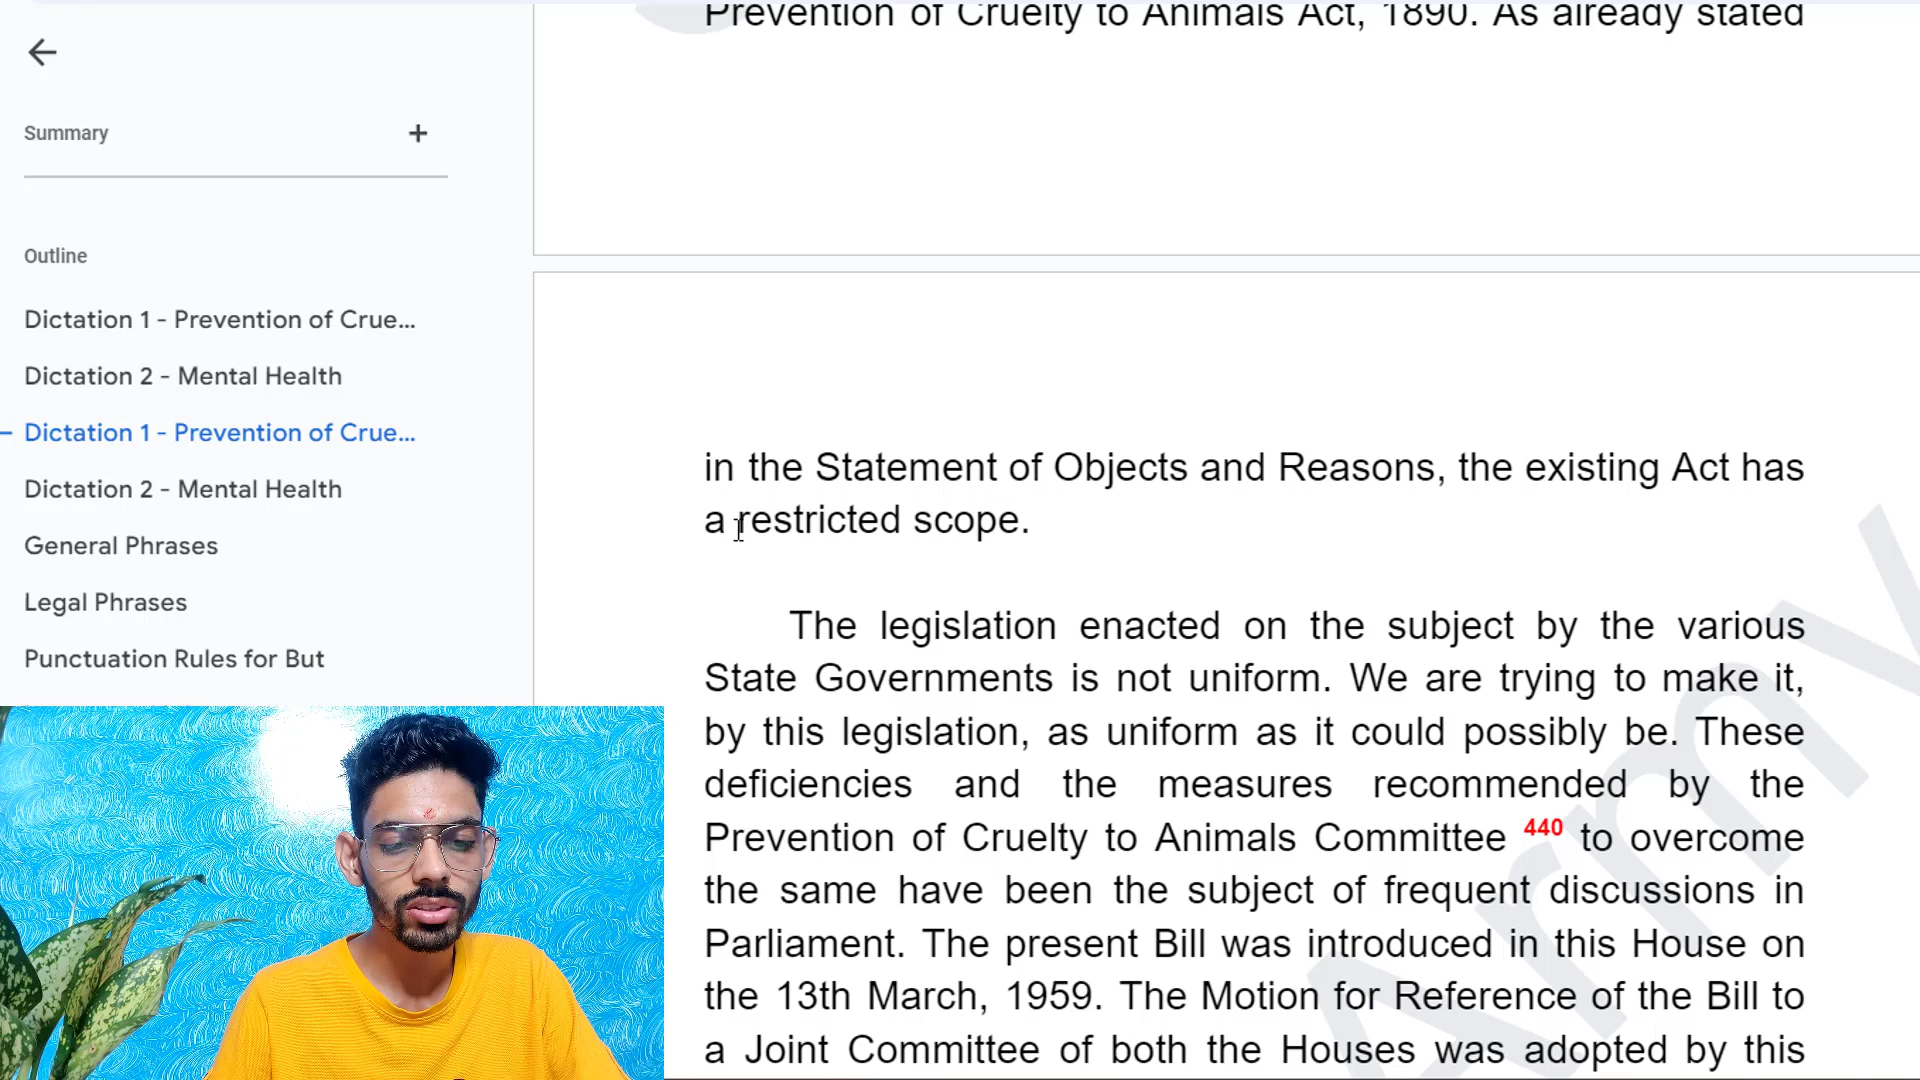 Prevention of Cruelty to Animals Act, 1890. As already stated
Summary
Outline
Dictation 1 - Prevention of Crue...
Dictation 2 - Mental Health
Dictation 1 - Prevention of Crue...
Dictation 2 - Mental Health
General Phrases
Legal Phrases
Punctuation Rules for But
in the Statement of Objects and Reasons, the existing Act has
a restricted scope.
The legislation enacted on the subject by the various
State Governments is not uniform. We are trying to make it,
by this legislation, as uniform as it could possibly be. These
deficiencies and the measures recommended by the
Prevention of Cruelty to Animals Committee 440 to overcome
the same have been the subject of frequent discussions in
Parliament. The present Bill was introduced in this House on
the 13th March, 1959. The Motion for Reference of the Bill to
a Joint Committee of both the Houses was adopted by this
Army